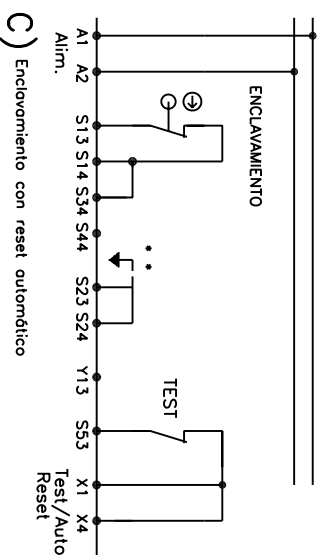 C) Enclavamiento con reset automático
Alim.
A1 A2 S13 S14 S34 S44 S23 S24 Y13 S53 X1 X4
ENCLAVAMIENTO
**
TEST
Test/Auto
Reset